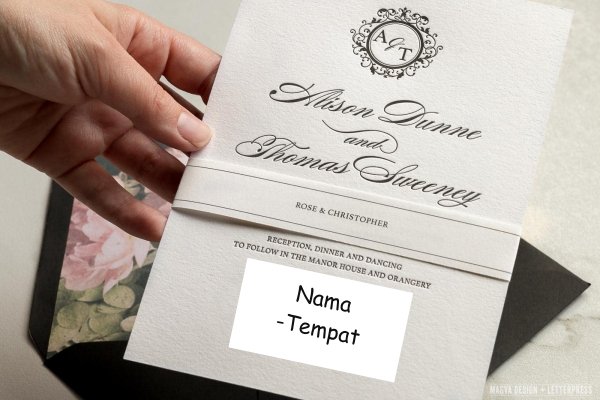 A & T
Alison Dunne
and
Thomas Sweeney
ROSE & CHRISTOPHER
RECEPTION, DINNER AND DANCING
TO FOLLOW IN THE MANOR HOUSE AND ORANGERY
Nama
-Tempat
MAGVA DESIGN + LETTERPRESS